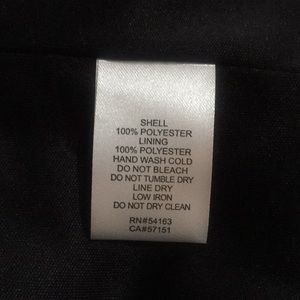 SHELL
100% POLYESTER
LINING
100% POLYESTER
HAND WASH COLD
DO NOT BLEACH
DO NOT TUMBLE DRY
LINE DRY
LOW IRON
DO NOT DRY CLEAN
RN#54163
CA#57151